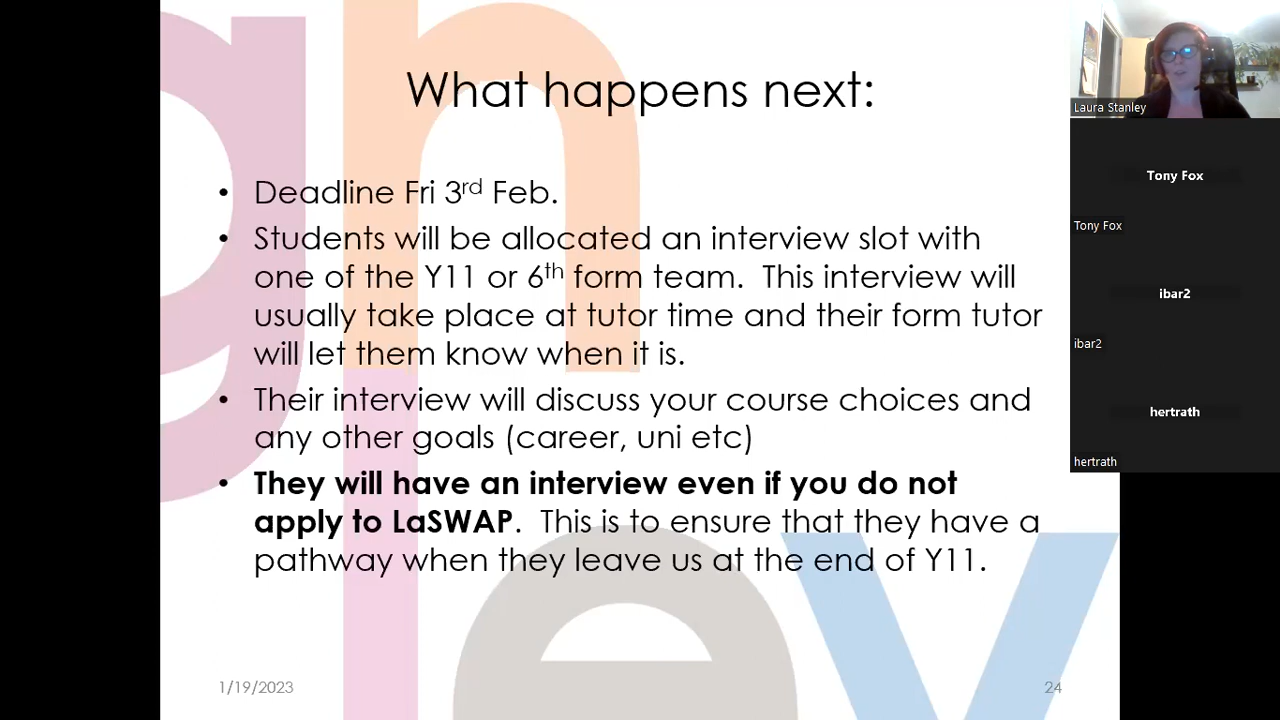 What happens next:
• Deadline Fri 3rd Feb.
• Students will be allocated an interview slot with
one of the Y11 or 6th form team.  This interview will
usually take place at tutor time and their form tutor
will let them know when it is.
• Their interview will discuss your course choices and
any other goals (career, uni etc)
• They will have an interview even if you do not
apply to LaSWAP.  This is to ensure that they have a
pathway when they leave us at the end of Y11.
1/19/2023
24
Laura Stanley
Tony Fox
Tony Fox
ibar2
ibar2
hertrath
hertrath